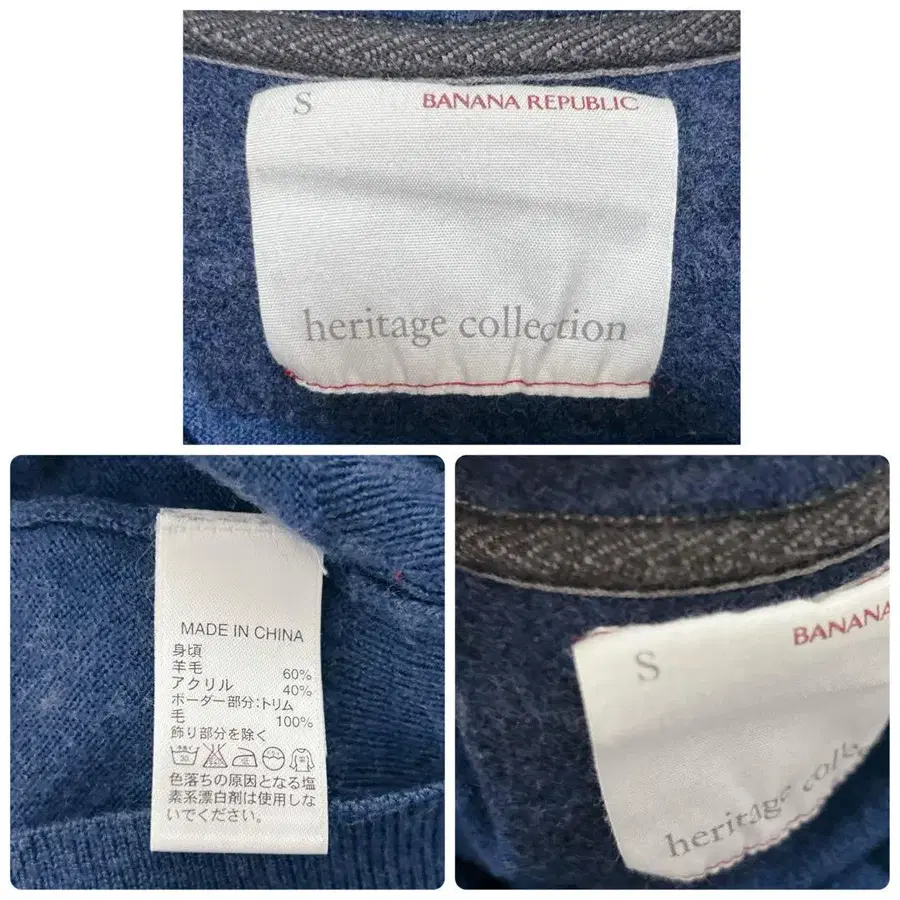 S BANANA REPUBLIC
heritage collection
MADE IN CHINA
身頃
羊毛 60%
アクリル 40%
ボーダー部分:トリム
毛 100%
飾り部分を除く
色落ちの原因となる塩
素系漂白剤は使用しな
いでください。
S BANANA
heritage colle